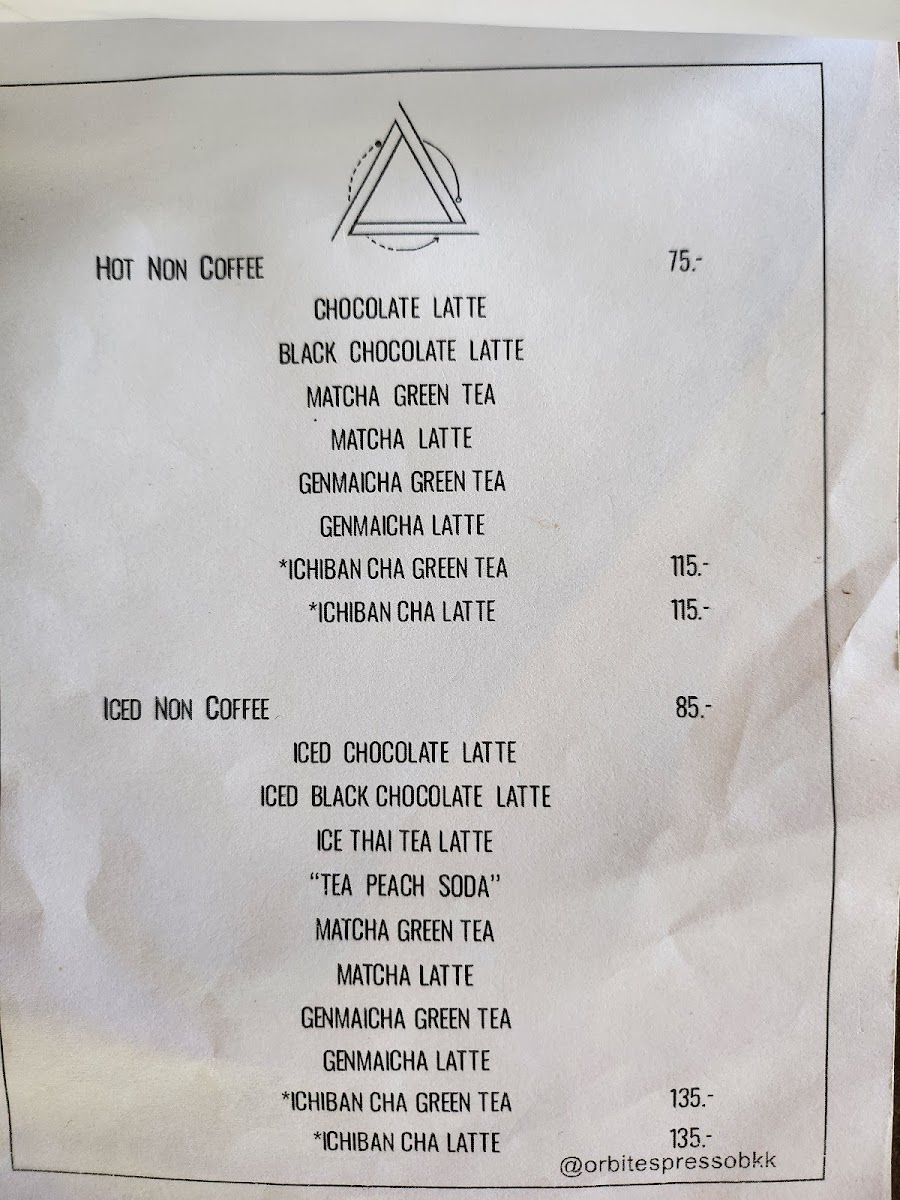 HOT NON COFFEE 75.-
CHOCOLATE LATTE
BLACK CHOCOLATE LATTE
MATCHA GREEN TEA
MATCHA LATTE
GENMAICHA GREEN TEA
GENMAICHA LATTE
*ICHIBAN CHA GREEN TEA 115.-
*ICHIBAN CHA LATTE 115.-
ICED NON COFFEE 85.-
ICED CHOCOLATE LATTE
ICED BLACK CHOCOLATE LATTE
ICE THAI TEA LATTE
“TEA PEACH SODA”
MATCHA GREEN TEA
MATCHA LATTE
GENMAICHA GREEN TEA
GENMAICHA LATTE
*ICHIBAN CHA GREEN TEA 135.-
*ICHIBAN CHA LATTE 135.-
@orbitespressobkk